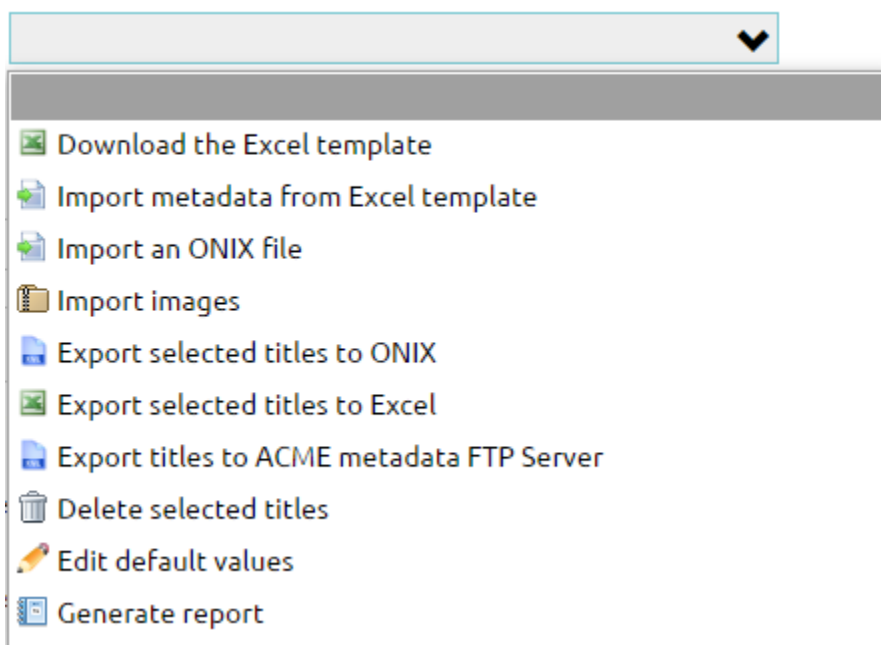 Download the Excel template
Import metadata from Excel template
Import an ONIX file
Import images
Export selected titles to ONIX
Export selected titles to Excel
Export titles to ACME metadata FTP Server
Delete selected titles
Edit default values
Generate report